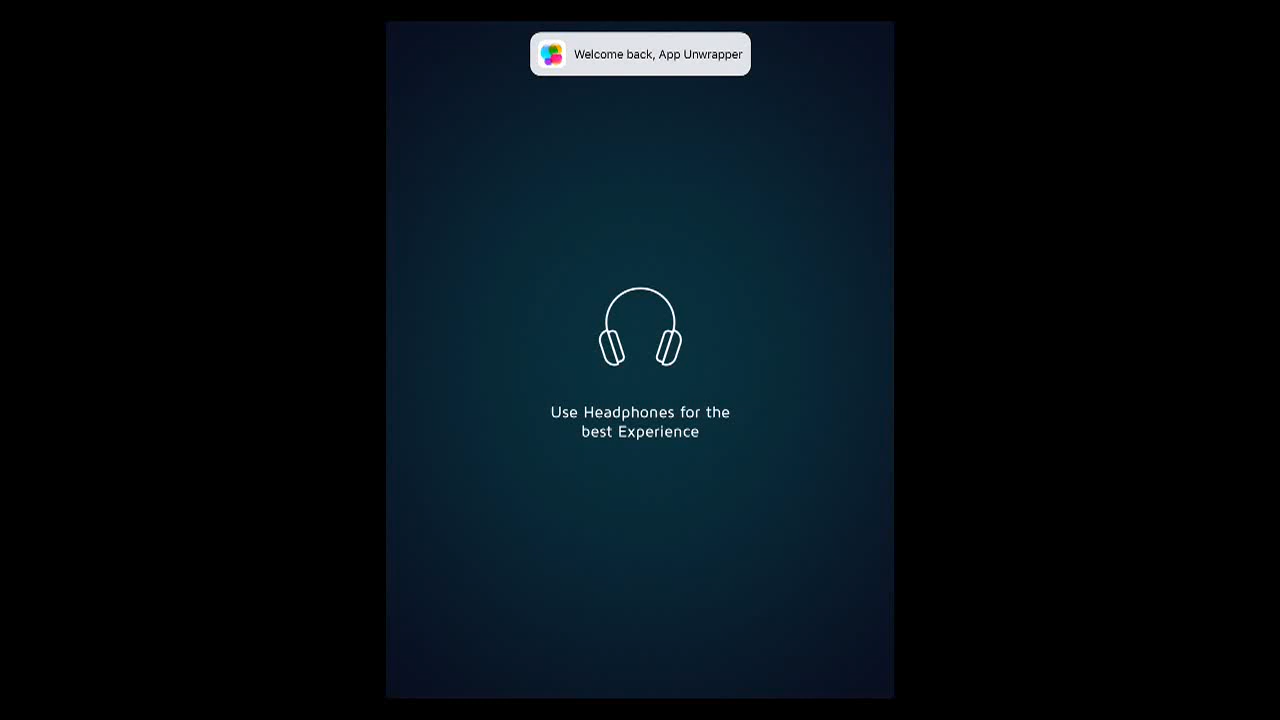 Welcome back, App Unwrapper
Use Headphones for the
best Experience